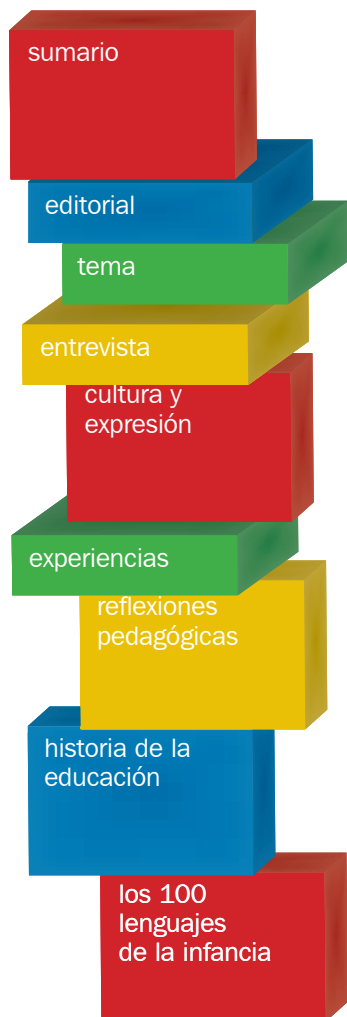 sumario
editorial
tema
entrevista
cultura y
expresión
experiencias
reflexiones
pedagógicas
historia de la
educación
los 100
lenguajes
de la infancia